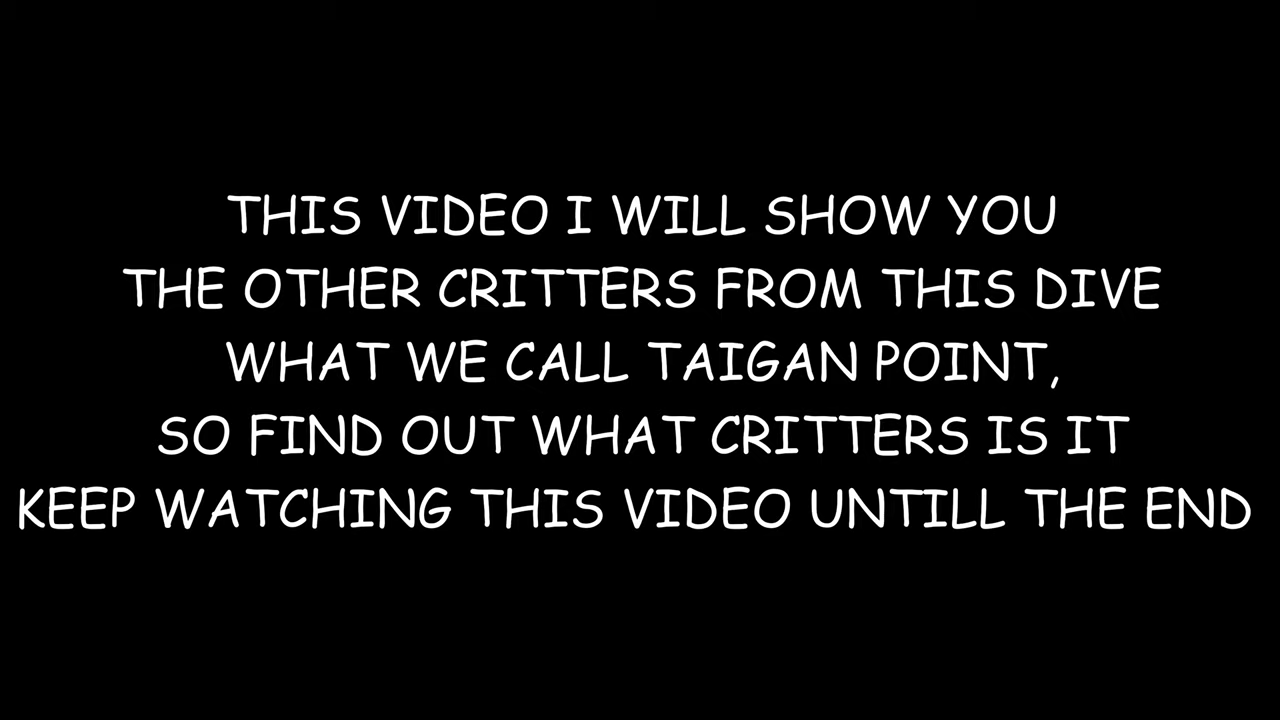 THIS VIDEO I WILL SHOW YOU
THE OTHER CRITTERS FROM THIS DIVE
WHAT WE CALL TAIGAN POINT,
SO FIND OUT WHAT CRITTERS IS IT
KEEP WATCHING THIS VIDEO UNTILL THE END